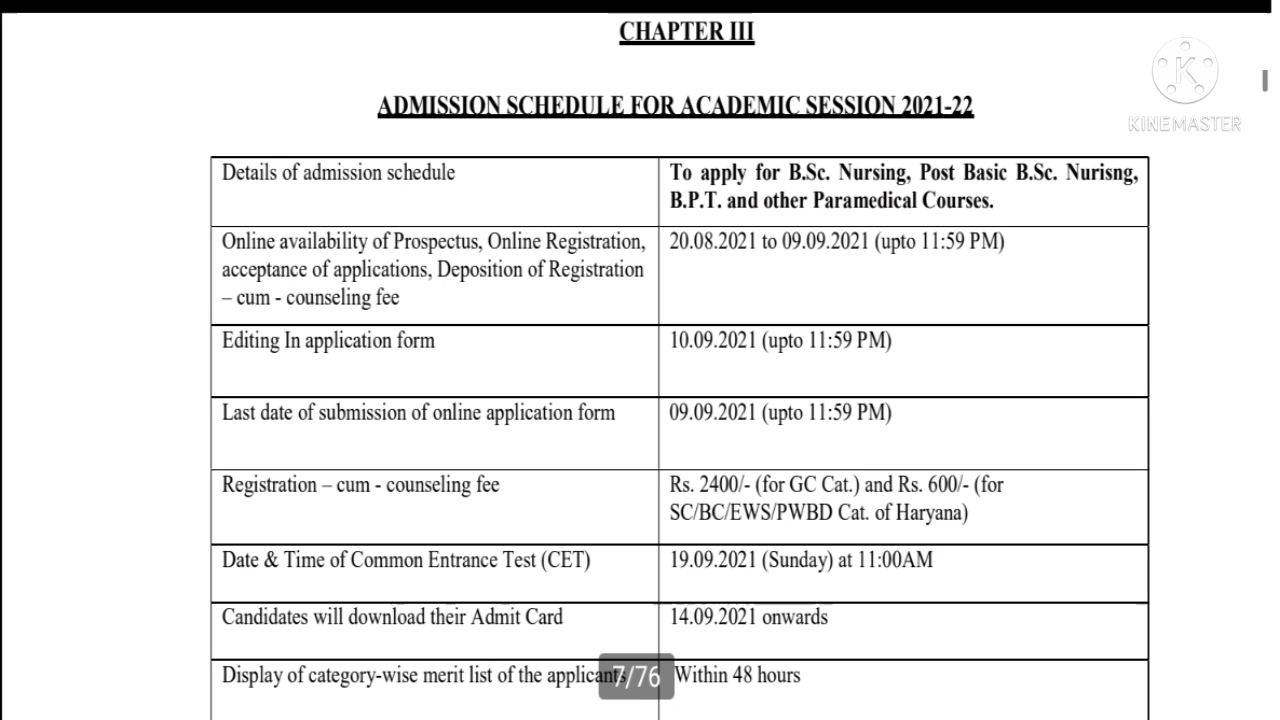 CHAPTER III
ADMISSION SCHEDULE FOR ACADEMIC SESSION 2021-22
K
KINEMASTER
Details of admission schedule
To apply for B.Sc. Nursing, Post Basic B.Sc. Nurisng,
B.P.T. and other Paramedical Courses.
Online availability of Prospectus, Online Registration,
acceptance of applications, Deposition of Registration
– cum - counseling fee
20.08.2021 to 09.09.2021 (upto 11:59 PM)
Editing In application form
10.09.2021 (upto 11:59 PM)
Last date of submission of online application form
09.09.2021 (upto 11:59 PM)
Registration – cum - counseling fee
Rs. 2400/- (for GC Cat.) and Rs. 600/- (for
SC/BC/EWS/PWBD Cat. of Haryana)
Date & Time of Common Entrance Test (CET)
19.09.2021 (Sunday) at 11:00AM
Candidates will download their Admit Card
14.09.2021 onwards
Display of category-wise merit list of the applicants
Within 48 hours
7/76